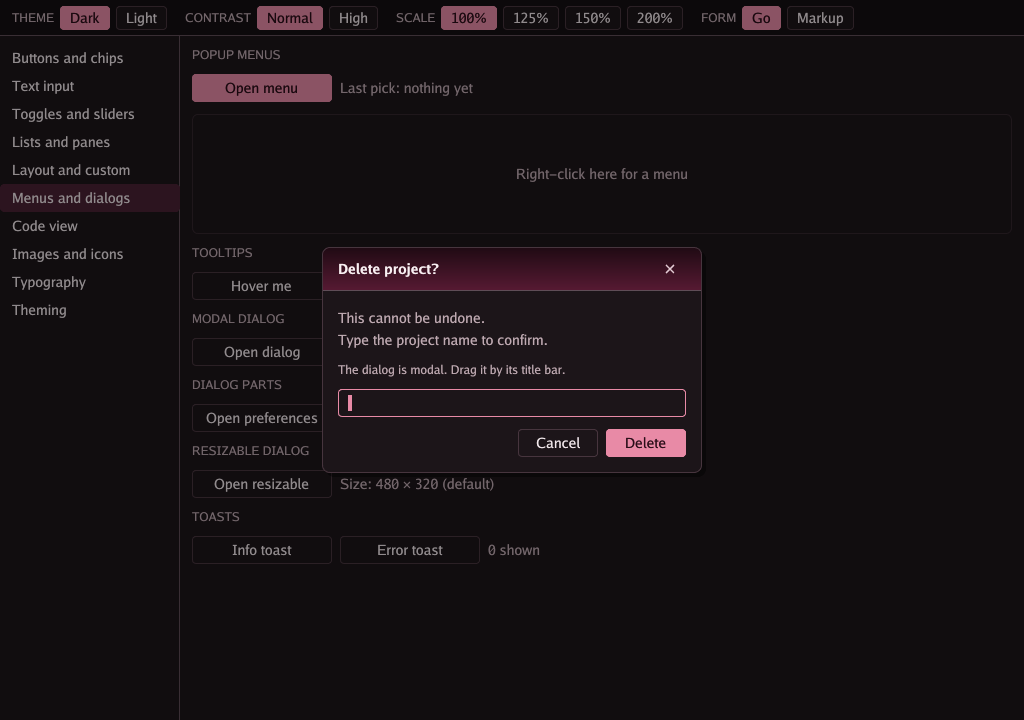 THEME Dark Light CONTRAST Normal High SCALE 100% 125% 150% 200% FORM Go Markup
Buttons and chips
Text input
Toggles and sliders
Lists and panes
Layout and custom
Menus and dialogs
Code view
Images and icons
Typography
Theming
POPUP MENUS
Open menu Last pick: nothing yet
Right-click here for a menu
TOOLTIPS
Hover me
MODAL DIALOG
Open dialog
DIALOG PARTS
Open preferences
RESIZABLE DIALOG
Open resizable Size: 480 × 320 (default)
TOASTS
Info toast Error toast 0 shown
Delete project? ×
This cannot be undone.
Type the project name to confirm.
The dialog is modal. Drag it by its title bar.
Cancel Delete